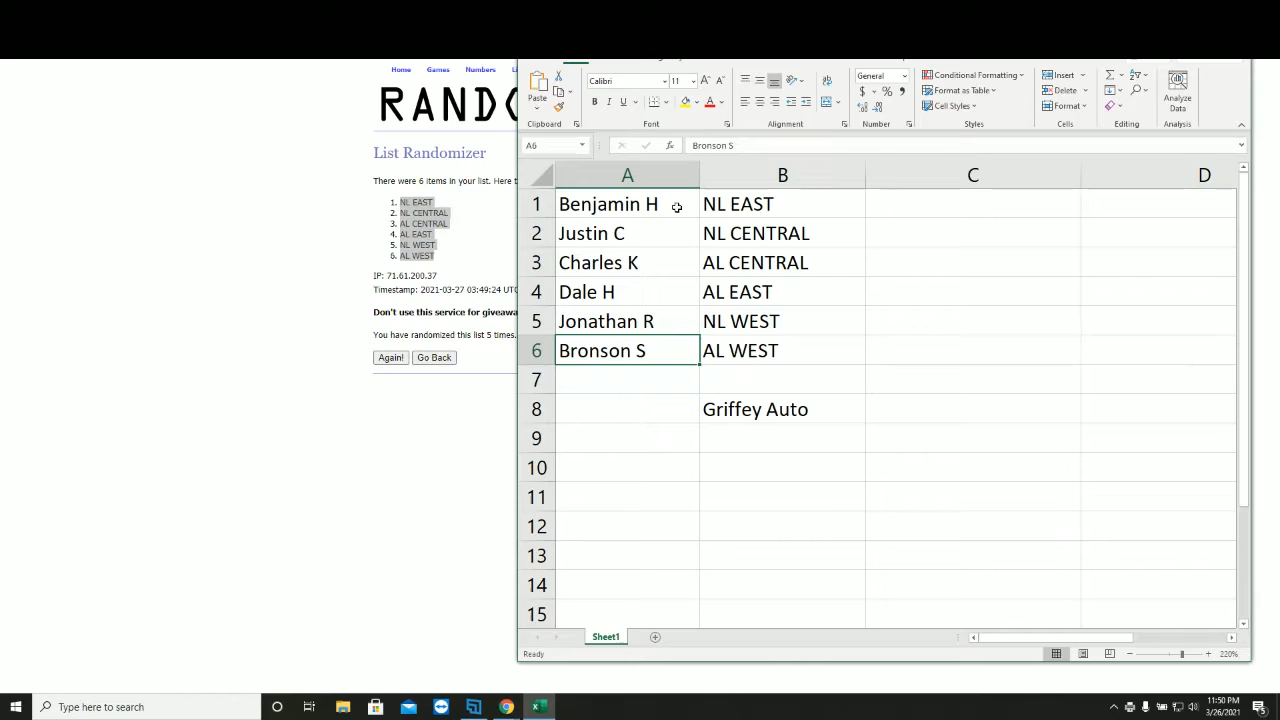 Home Games Numbers
RANDO
List Randomizer
There were 6 items in your list. Here t
1. NL EAST
2. NL CENTRAL
3. AL CENTRAL
4. AL EAST
5. NL WEST
6. AL WEST
IP: 71.61.200.37
Timestamp: 2021-03-27 03:49:24 UTC
Don't use this service for giveawa
You have randomized this list 5 times.
Again! Go Back
Paste
Clipboard
Calibri 11
B I U
Font
Alignment
General
$ % 9
Number
Conditional Formatting
Format as Table
Cell Styles
Styles
Insert
Delete
Format
Cells
Editing
Analyze
Data
Analysis
A6 fx Bronson S
A B C D
1 Benjamin H NL EAST
2 Justin C NL CENTRAL
3 Charles K AL CENTRAL
4 Dale H AL EAST
5 Jonathan R NL WEST
6 Bronson S AL WEST
7
8 Griffey Auto
9
10
11
12
13
14
15
Sheet1
Ready 220%
Type here to search
11:50 PM
3/26/2021
5